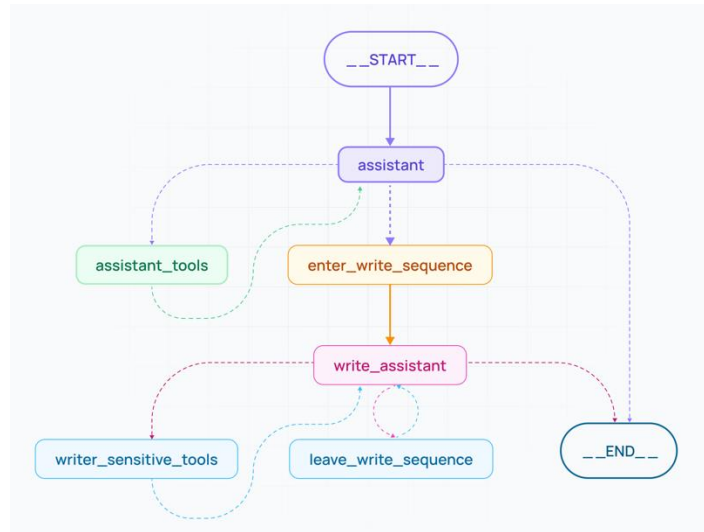 __START__
assistant
assistant_tools
enter_write_sequence
write_assistant
writer_sensitive_tools
leave_write_sequence
__END__